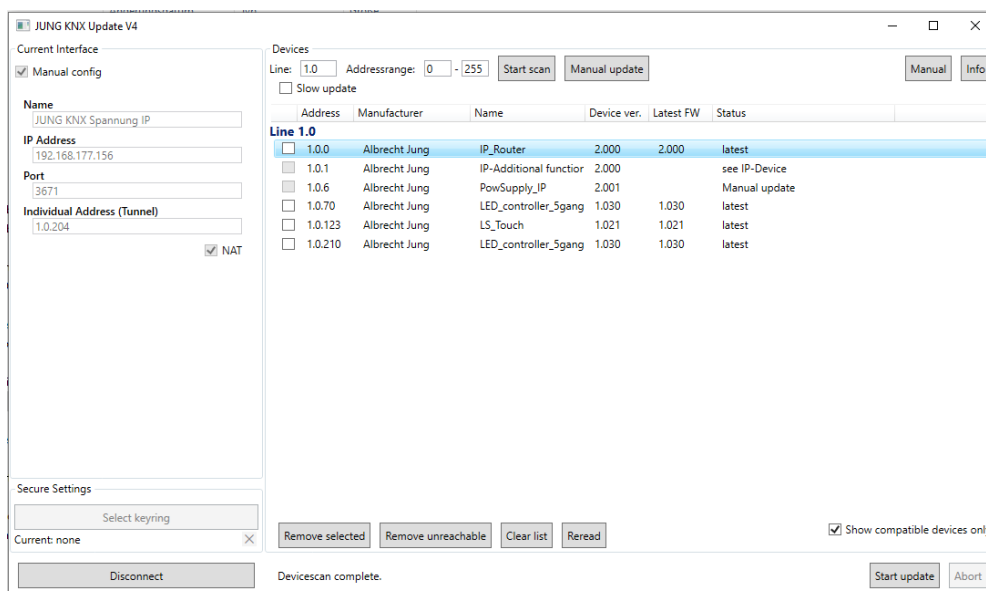 JUNG KNX Update V4
Current Interface
Manual config
Name
JUNG KNX Spannung IP
IP Address
192.168.177.156
Port
3671
Individual Address (Tunnel)
1.0.204
NAT
Secure Settings
Select keyring
Current: none
Disconnect
Devices
Line: 1.0 Addressrange: 0 - 255 Start scan Manual update Manual Info
Slow update
Address Manufacturer Name Device ver. Latest FW Status
Line 1.0
1.0.0 Albrecht Jung IP_Router 2.000 2.000 latest
1.0.1 Albrecht Jung IP-Additional function 2.000 see IP-Device
1.0.6 Albrecht Jung PowSupply_IP 2.001 Manual update
1.0.70 Albrecht Jung LED_controller_5gang 1.030 1.030 latest
1.0.123 Albrecht Jung LS_Touch 1.021 1.021 latest
1.0.210 Albrecht Jung LED_controller_5gang 1.030 1.030 latest
Remove selected Remove unreachable Clear list Reread Show compatible devices only
Devicescan complete. Start update Abort